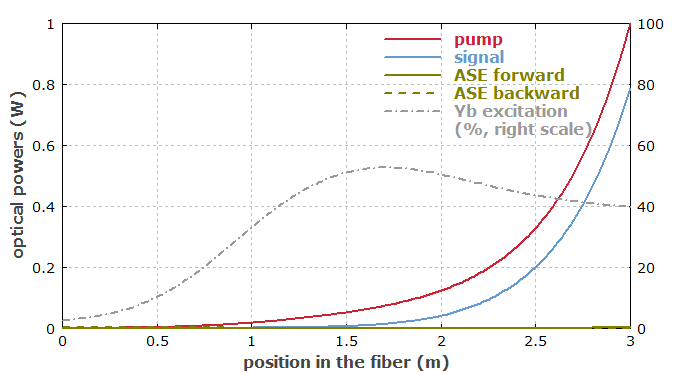 1
0.8
0.6
0.4
0.2
0
optical powers (W)
pump
signal
ASE forward
ASE backward
Yb excitation
(%, right scale)
100
80
60
40
20
0
0
0.5
1
1.5
2
2.5
3
position in the fiber (m)